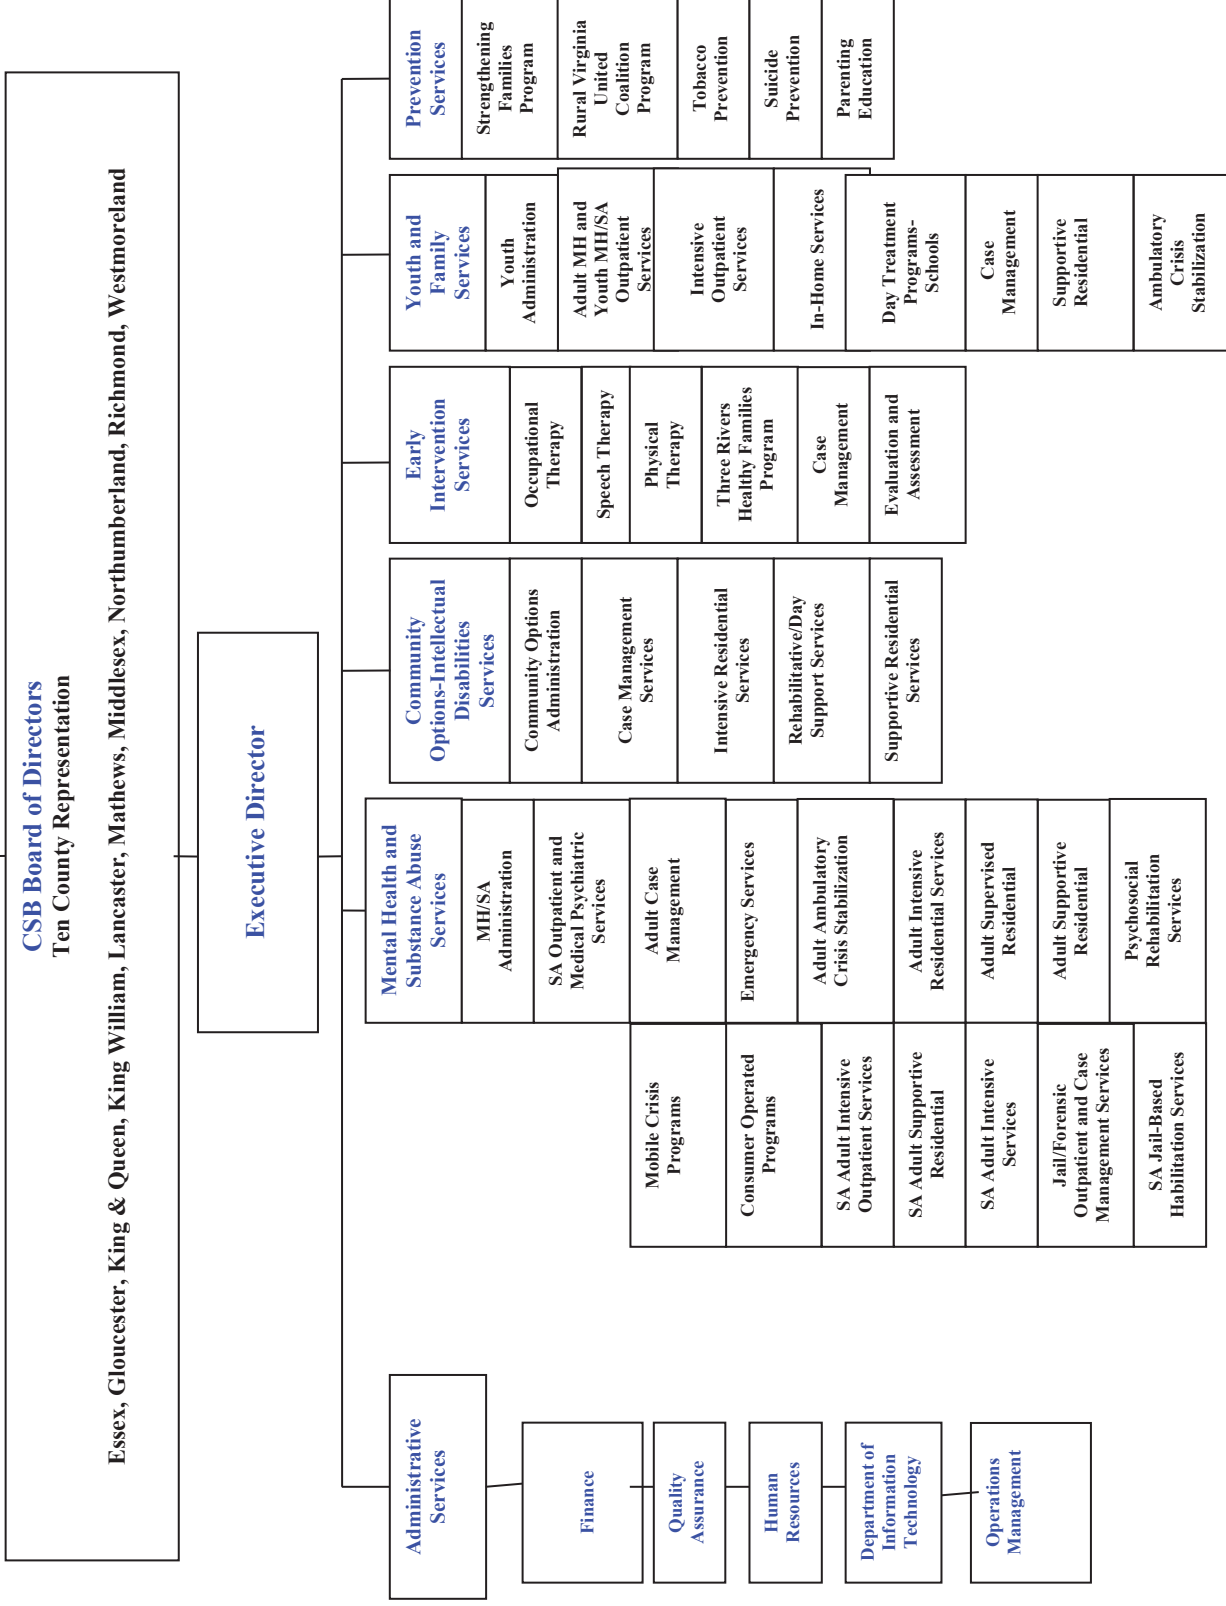 CSB Board of Directors
Ten County Representation
Essex, Gloucester, King & Queen, King William, Lancaster, Mathews, Middlesex, Northumberland, Richmond, Westmoreland
Executive Director
Administrative
Services
Finance
Quality
Assurance
Human
Resources
Department of
Information
Technology
Operations
Management
Mental Health and
Substance Abuse
Services
MH/SA
Administration
SA Outpatient and
Medical Psychiatric
Services
Adult Case
Management
Emergency Services
Adult Ambulatory
Crisis Stabilization
Adult Intensive
Residential Services
Adult Supervised
Residential
Adult Supportive
Residential
Psychosocial
Rehabilitation
Services
Mobile Crisis
Programs
Consumer Operated
Programs
SA Adult Intensive
Outpatient Services
SA Adult Supportive
Residential
SA Adult Intensive
Services
Jail/Forensic
Outpatient and Case
Management Services
SA Jail-Based
Habilitation Services
Community
Options-Intellectual
Disabilities
Services
Community Options
Administration
Case Management
Services
Intensive Residential
Services
Rehabilitative/Day
Support Services
Supportive Residential
Services
Early
Intervention
Services
Occupational
Therapy
Speech Therapy
Physical
Therapy
Three Rivers
Healthy Families
Program
Case
Management
Evaluation and
Assessment
Youth and
Family
Services
Youth
Administration
Adult MH and
Youth MH/SA
Outpatient
Services
Intensive
Outpatient
Services
In-Home Services
Day Treatment
Programs-
Schools
Case
Management
Supportive
Residential
Ambulatory
Crisis
Stabilization
Prevention
Services
Strengthening
Families
Program
Rural Virginia
United
Coalition
Program
Tobacco
Prevention
Suicide
Prevention
Parenting
Education